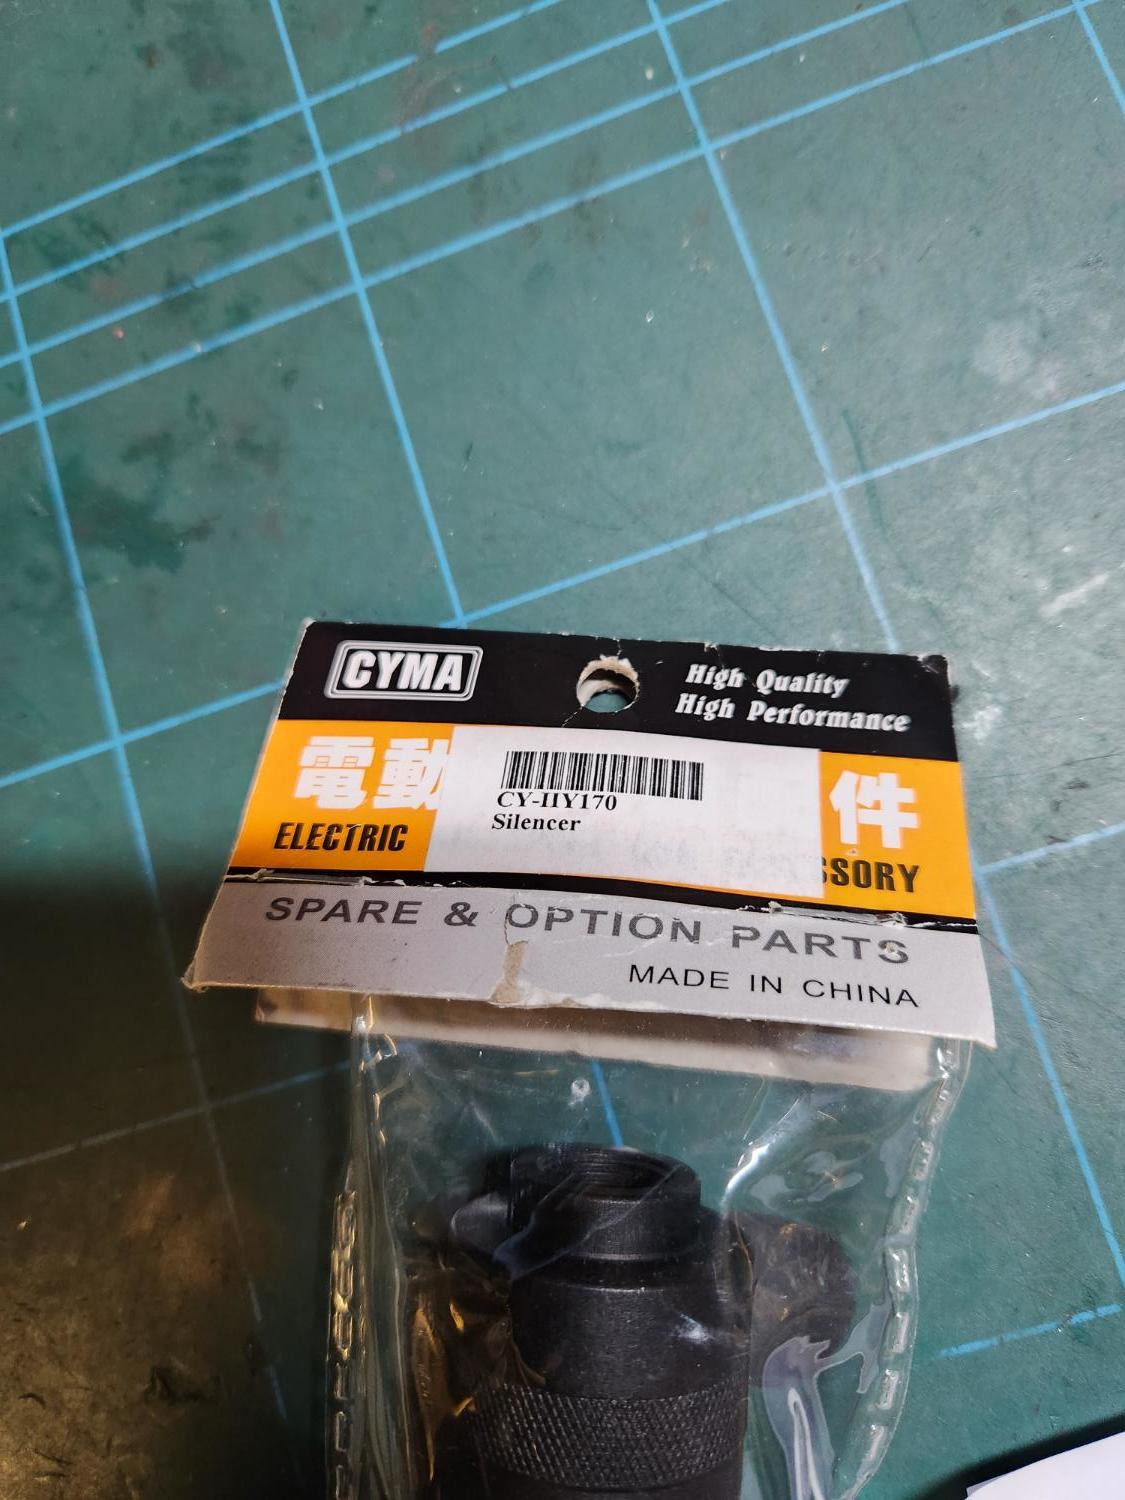 CYMA
High Quality
High Performance
電動 件
ELECTRIC SSORY
CY-HY170
Silencer
SPARE & OPTION PARTS
MADE IN CHINA